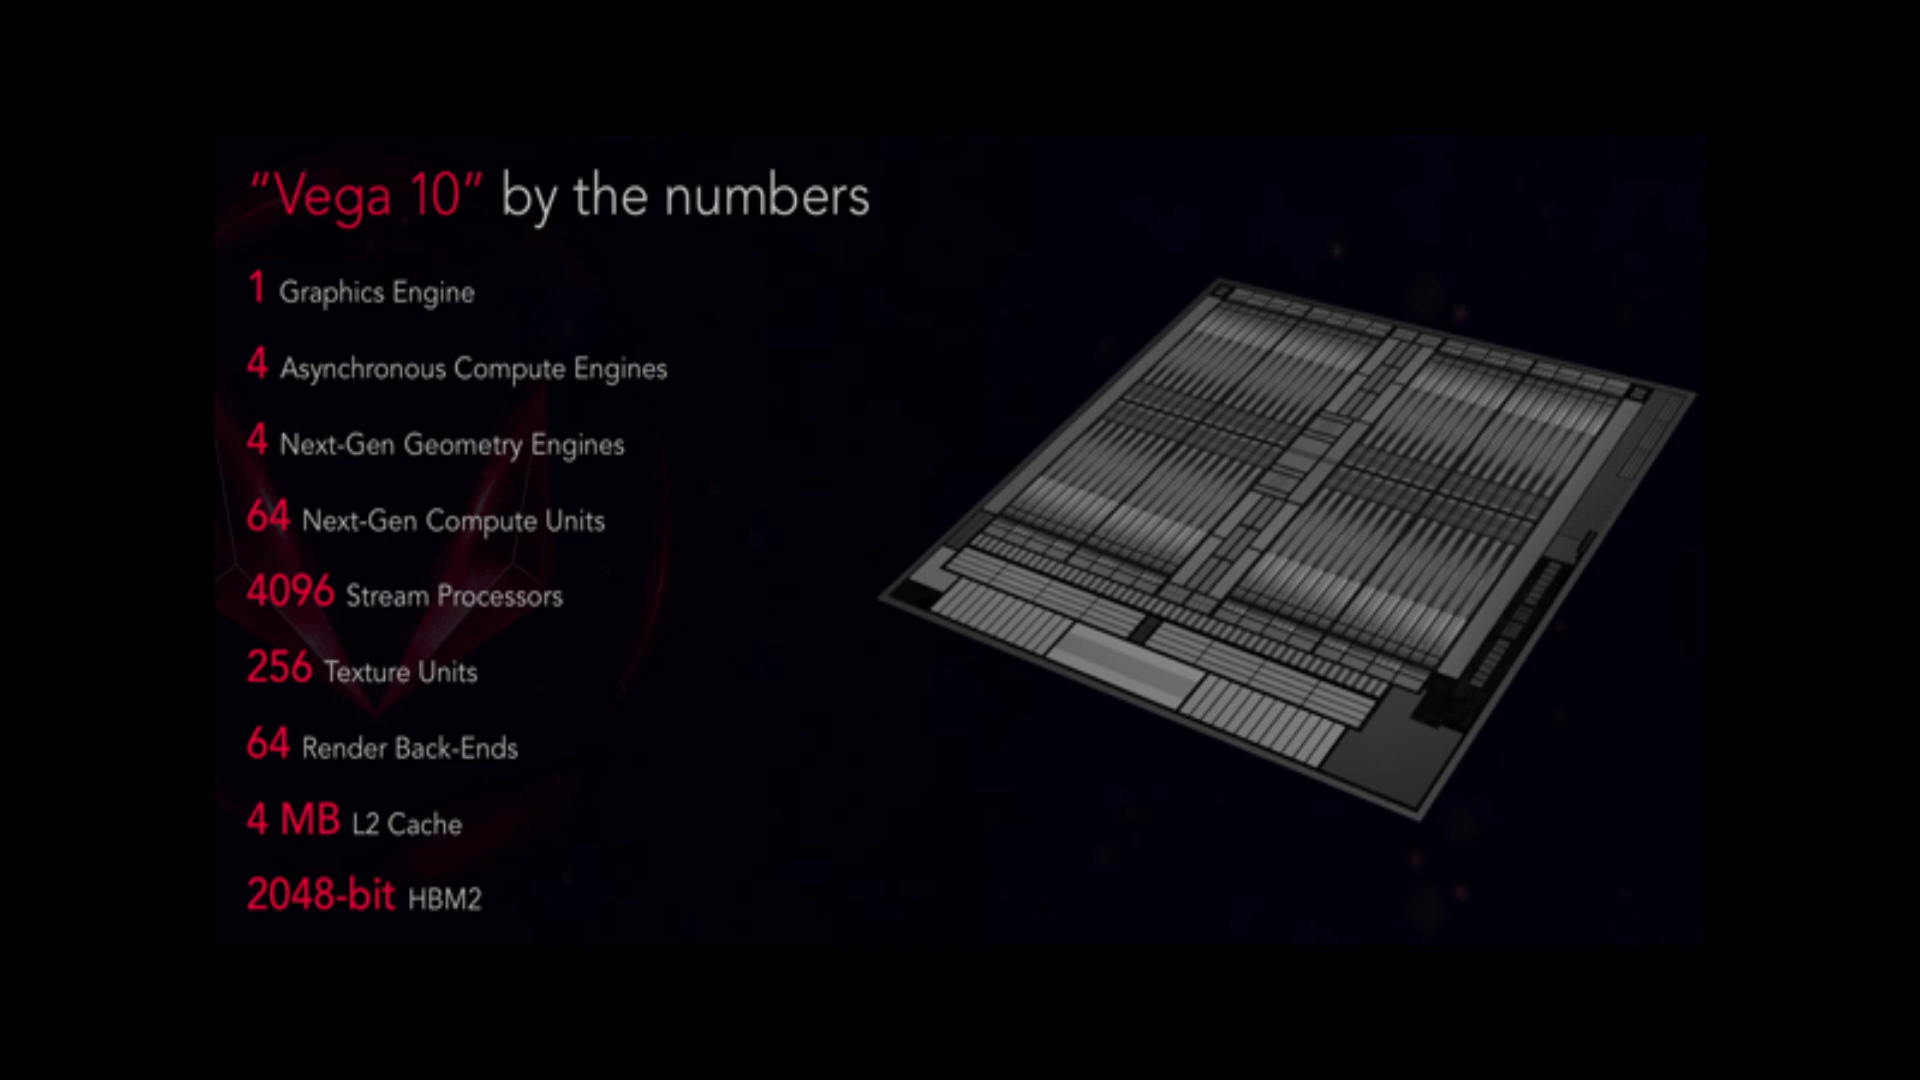 “Vega 10” by the numbers
1 Graphics Engine
4 Asynchronous Compute Engines
4 Next-Gen Geometry Engines
64 Next-Gen Compute Units
4096 Stream Processors
256 Texture Units
64 Render Back-Ends
4 MB L2 Cache
2048-bit HBM2